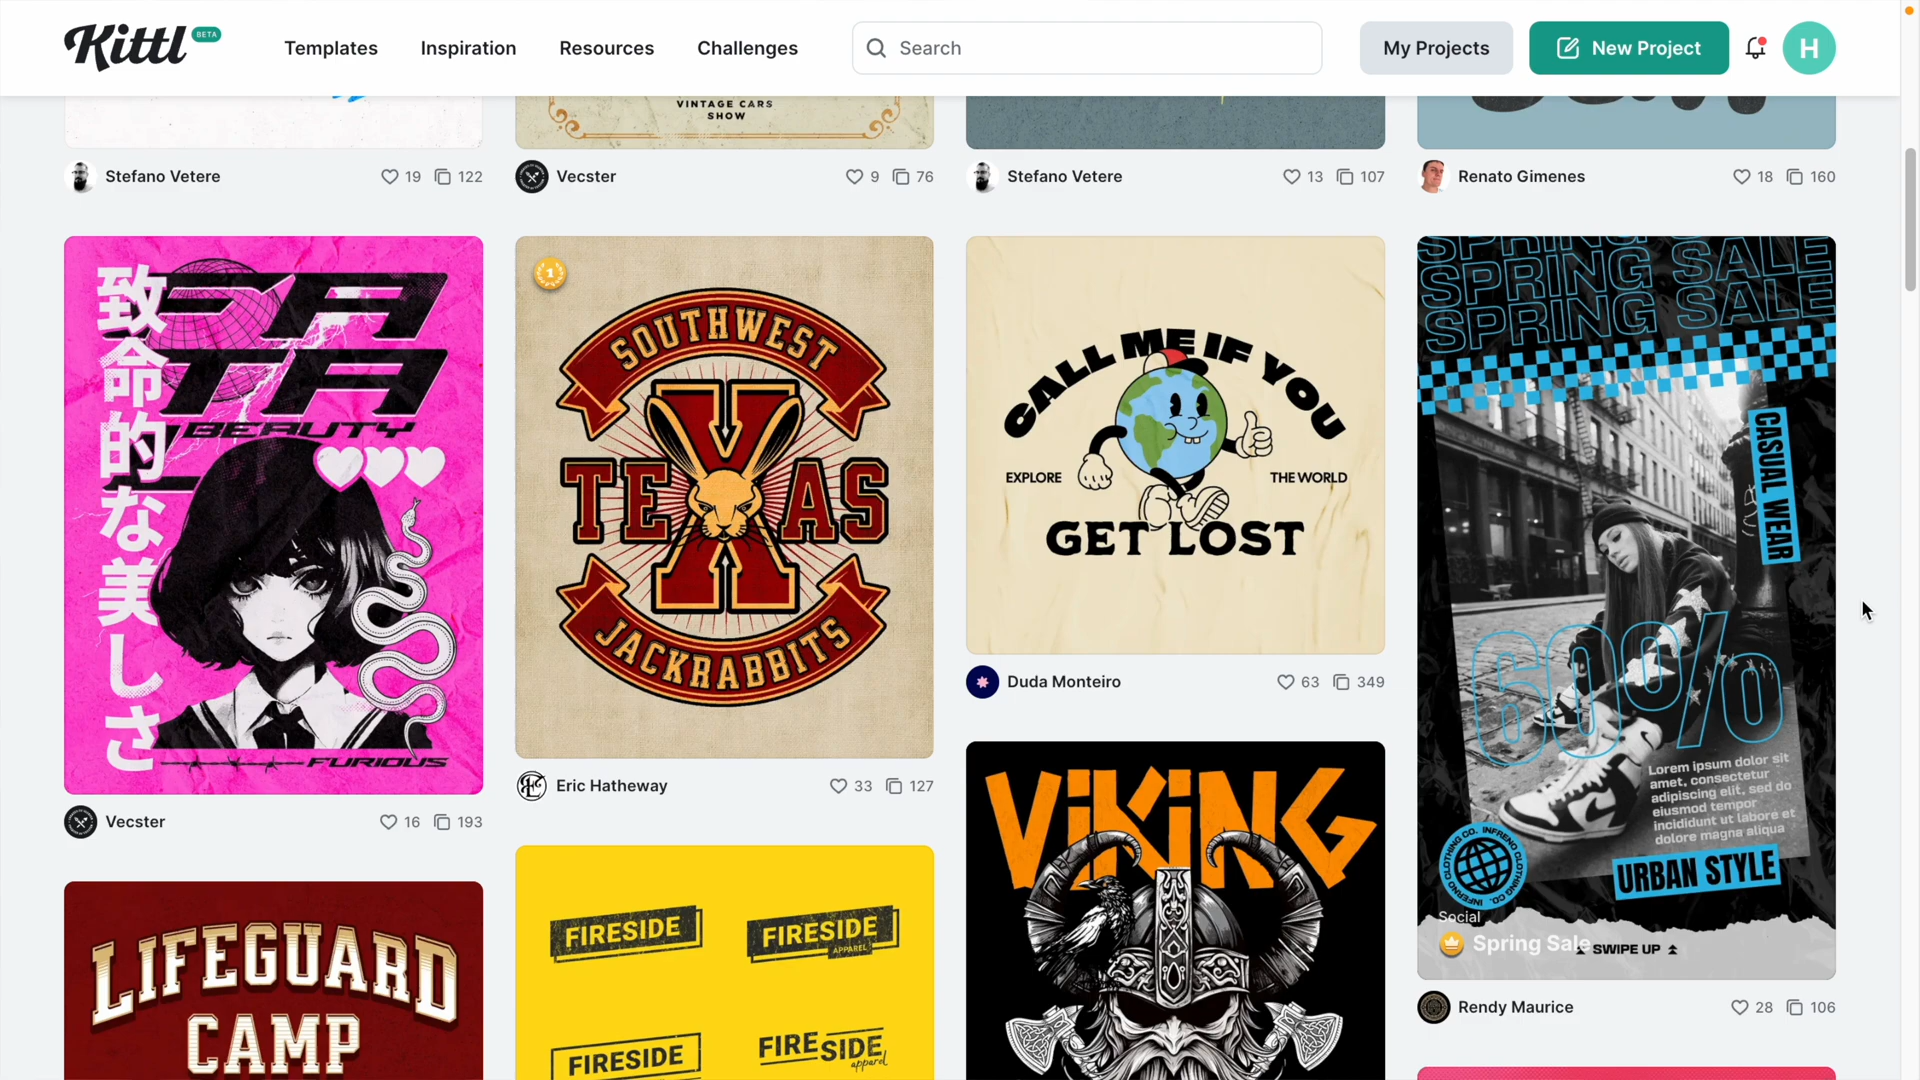 Kittl BETA
Templates
Inspiration
Resources
Challenges
Search
My Projects
New Project
H
VINTAGE CARS
SHOW
Stefano Vetere
19
122
Vecster
9
76
Stefano Vetere
13
107
Renato Gimenes
18
160
致命的な美しさ
BEAUTY
FURIOUS
Vecster
16
193
1
SOUTHWEST
TEXAS
JACKRABBITS
Eric Hatheway
33
127
CALL ME IF YOU
EXPLORE
THE WORLD
GET LOST
Duda Monteiro
63
349
SPRING SALE
SPRING SALE
SPRING SALE
CASUAL WEAR
60%
Lorem ipsum dolor sit
amet, consectetur
adipiscing elit, sed do
eiusmod tempor
incididunt ut labore et
dolore magna aliqua
INFRENO CLOTHING CO. INFERNO CLOTHING CO.
URBAN STYLE
Social
Spring Sale
SWIPE UP
Rendy Maurice
28
106
LIFEGUARD
CAMP
FIRESIDE
FIRESIDE
APPAREL
FIRESIDE
FIRESIDE
apparel
VIKING